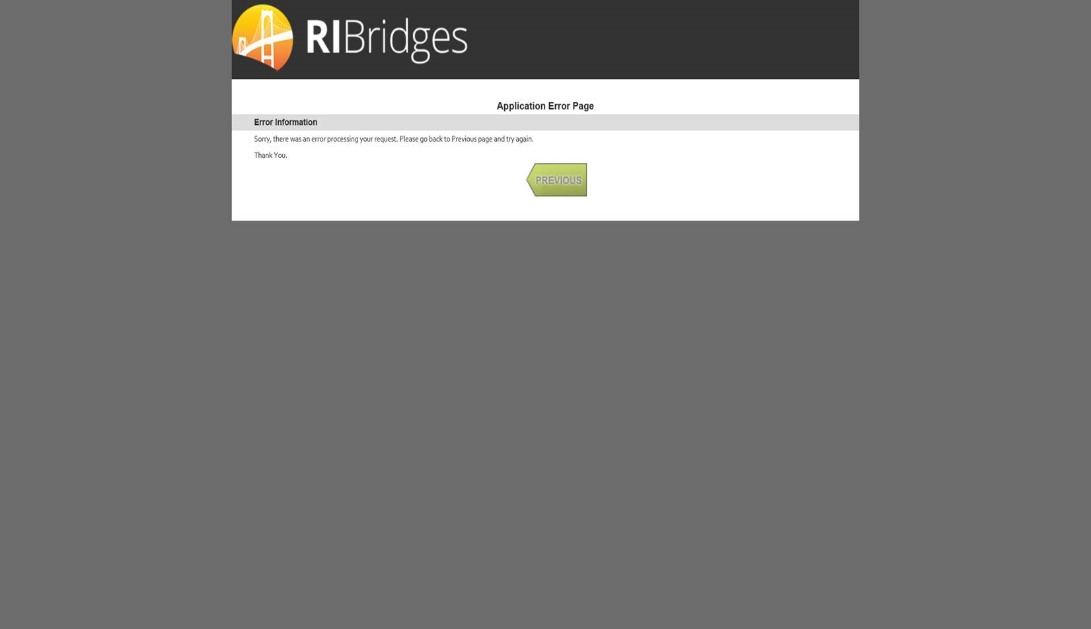 RIBridges
Application Error Page
Error Information
Sorry, there was an error processing your request. Please go back to Previous page and try again.
Thank You.
PREVIOUS